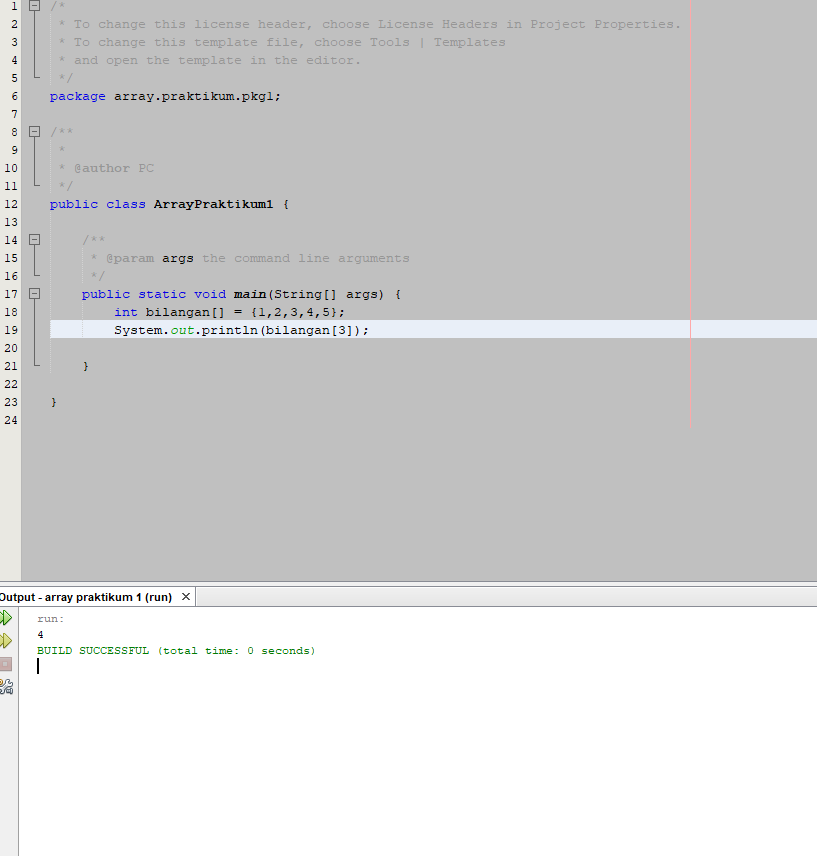 1 /*
2 * To change this license header, choose License Headers in Project Properties.
3 * To change this template file, choose Tools | Templates
4 * and open the template in the editor.
5 */
6 package array.praktikum.pkg1;
7
8 /**
9 *
10 * @author PC
11 */
12 public class ArrayPraktikum1 {
13
14 /**
15 * @param args the command line arguments
16 */
17 public static void main(String[] args) {
18 int bilangan[] = {1,2,3,4,5};
19 System.out.println(bilangan[3]);
20
21 }
22
23 }
24
Output - array praktikum 1 (run) ×
run:
4
BUILD SUCCESSFUL (total time: 0 seconds)